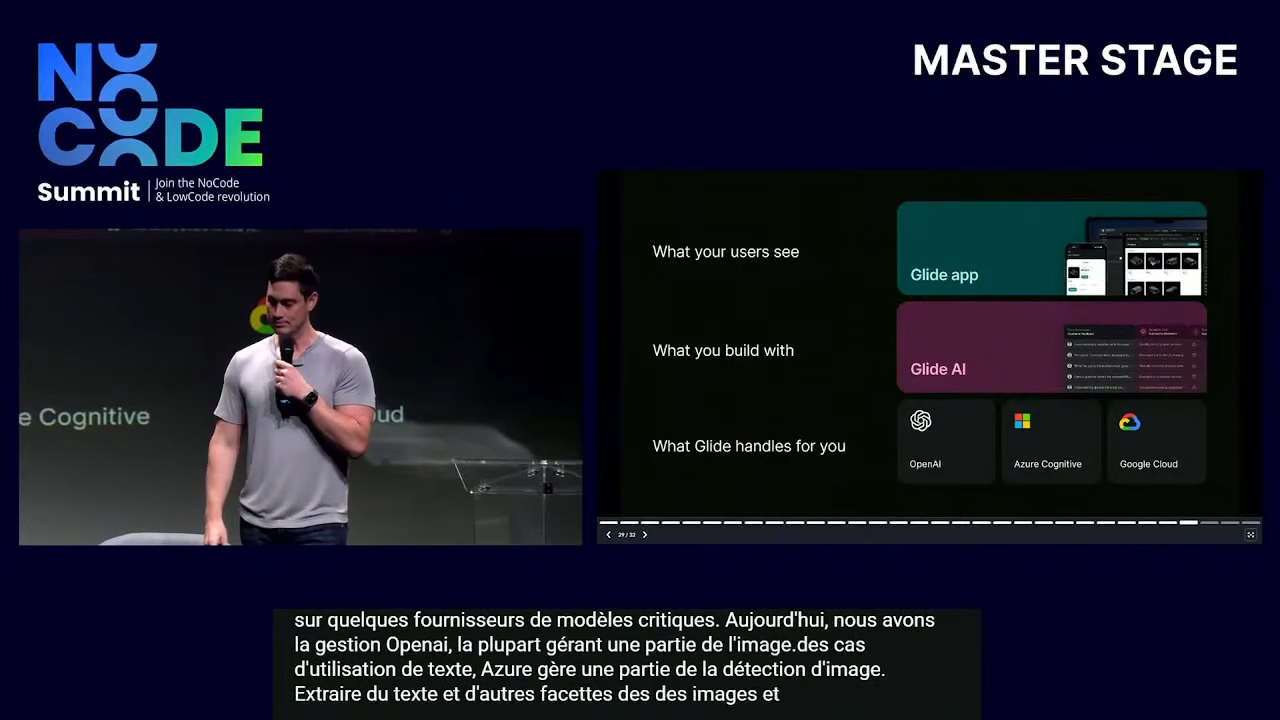 NO
CODE
Summit
Join the NoCode
& LowCode revolution
MASTER STAGE
e Cognitive
oud
What your users see
Glide app
What you build with
Glide AI
What Glide handles for you
OpenAI
Azure Cognitive
Google Cloud
29 / 32
sur quelques fournisseurs de modèles critiques. Aujourd'hui, nous avons
la gestion Openai, la plupart gérant une partie de l'image.des cas
d'utilisation de texte, Azure gère une partie de la détection d'image.
Extraire du texte et d'autres facettes des des images et